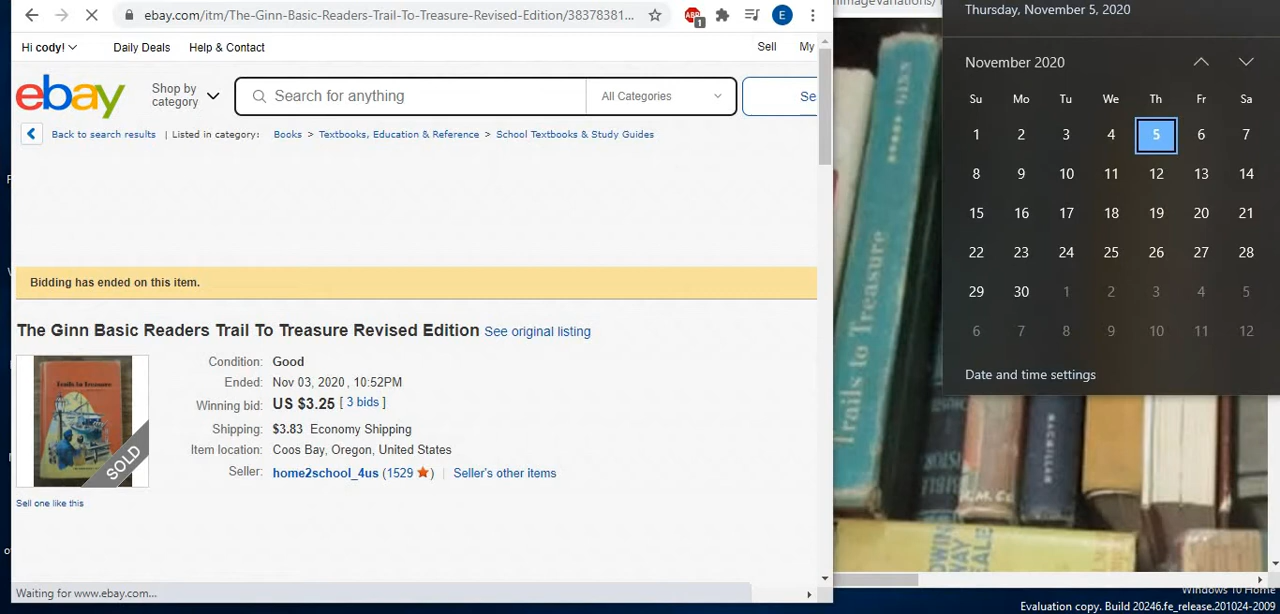 ebay.com/itm/The-Ginn-Basic-Readers-Trail-To-Treasure-Revised-Edition/38378381...
ABP
1
E
Hi cody!
Daily Deals
Help & Contact
Sell
My
ebay
Shop by
category
Search for anything
All Categories
Se
Back to search results | Listed in category: Books > Textbooks, Education & Reference > School Textbooks & Study Guides
Bidding has ended on this item.
The Ginn Basic Readers Trail To Treasure Revised Edition See original listing
Condition: Good
Ended: Nov 03, 2020 , 10:52PM
Winning bid: US $3.25 [ 3 bids ]
Shipping: $3.83 Economy Shipping
Item location: Coos Bay, Oregon, United States
Seller: home2school_4us (1529 ) | Seller's other items
Trails to Treasure
SOLD
Sell one like this
Waiting for www.ebay.com...
Thursday, November 5, 2020
November 2020
Su Mo Tu We Th Fr Sa
1 2 3 4 5 6 7
8 9 10 11 12 13 14
15 16 17 18 19 20 21
22 23 24 25 26 27 28
29 30 1 2 3 4 5
6 7 8 9 10 11 12
Date and time settings
Trails to Treasure
MACMILLAN
BIBLE
Windows 10 Home
Evaluation copy. Build 20246.fe_release.201024-2009